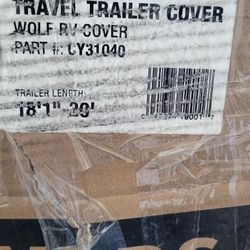 TRAVEL TRAILER COVER
WOLF RV COVER
PART #: CY31040
TRAILER LENGTH:
18'1"-20'